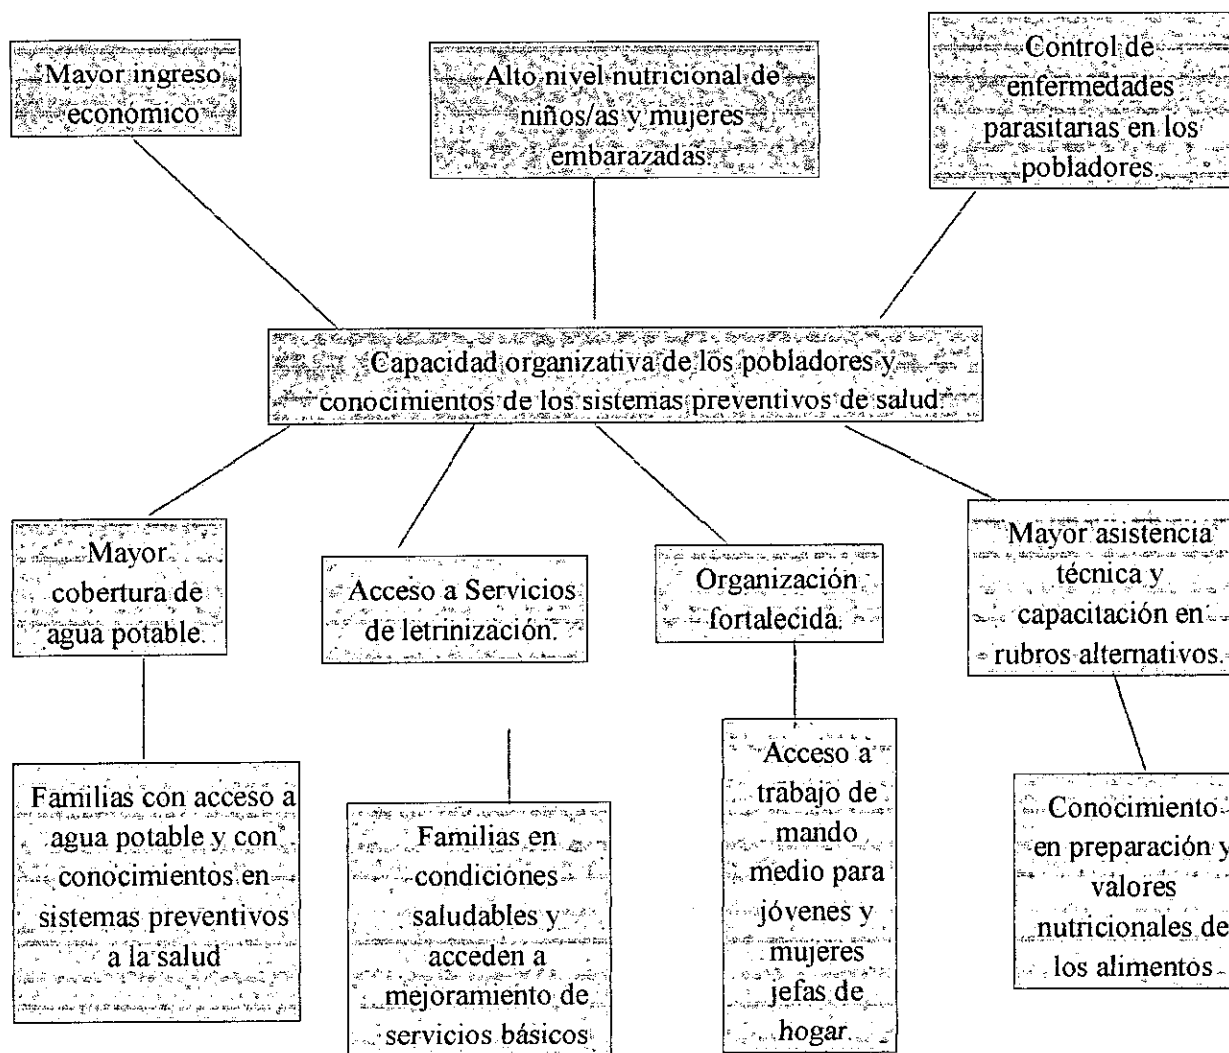 Mayor ingreso
económico
Alto nivel nutricional de
niños/as y mujeres
embarazadas.
Control de
enfermedades
parasitarias en los
pobladores.
Capacidad organizativa de los pobladores y
conocimientos de los sistemas preventivos de salud
Mayor
cobertura de
agua potable.
Acceso a Servicios
de letrinización.
Organización
fortalecida.
Mayor asistencia
técnica y
capacitación en
rubros alternativos.
Familias con acceso a
agua potable y con
conocimientos en
sistemas preventivos
a la salud
Familias en
condiciones
saludables y
acceden a
mejoramiento de
servicios básicos
Acceso a
trabajo de
mando
medio para
jóvenes y
mujeres
jefas de
hogar.
Conocimiento
en preparación y
valores
nutricionales de
los alimentos